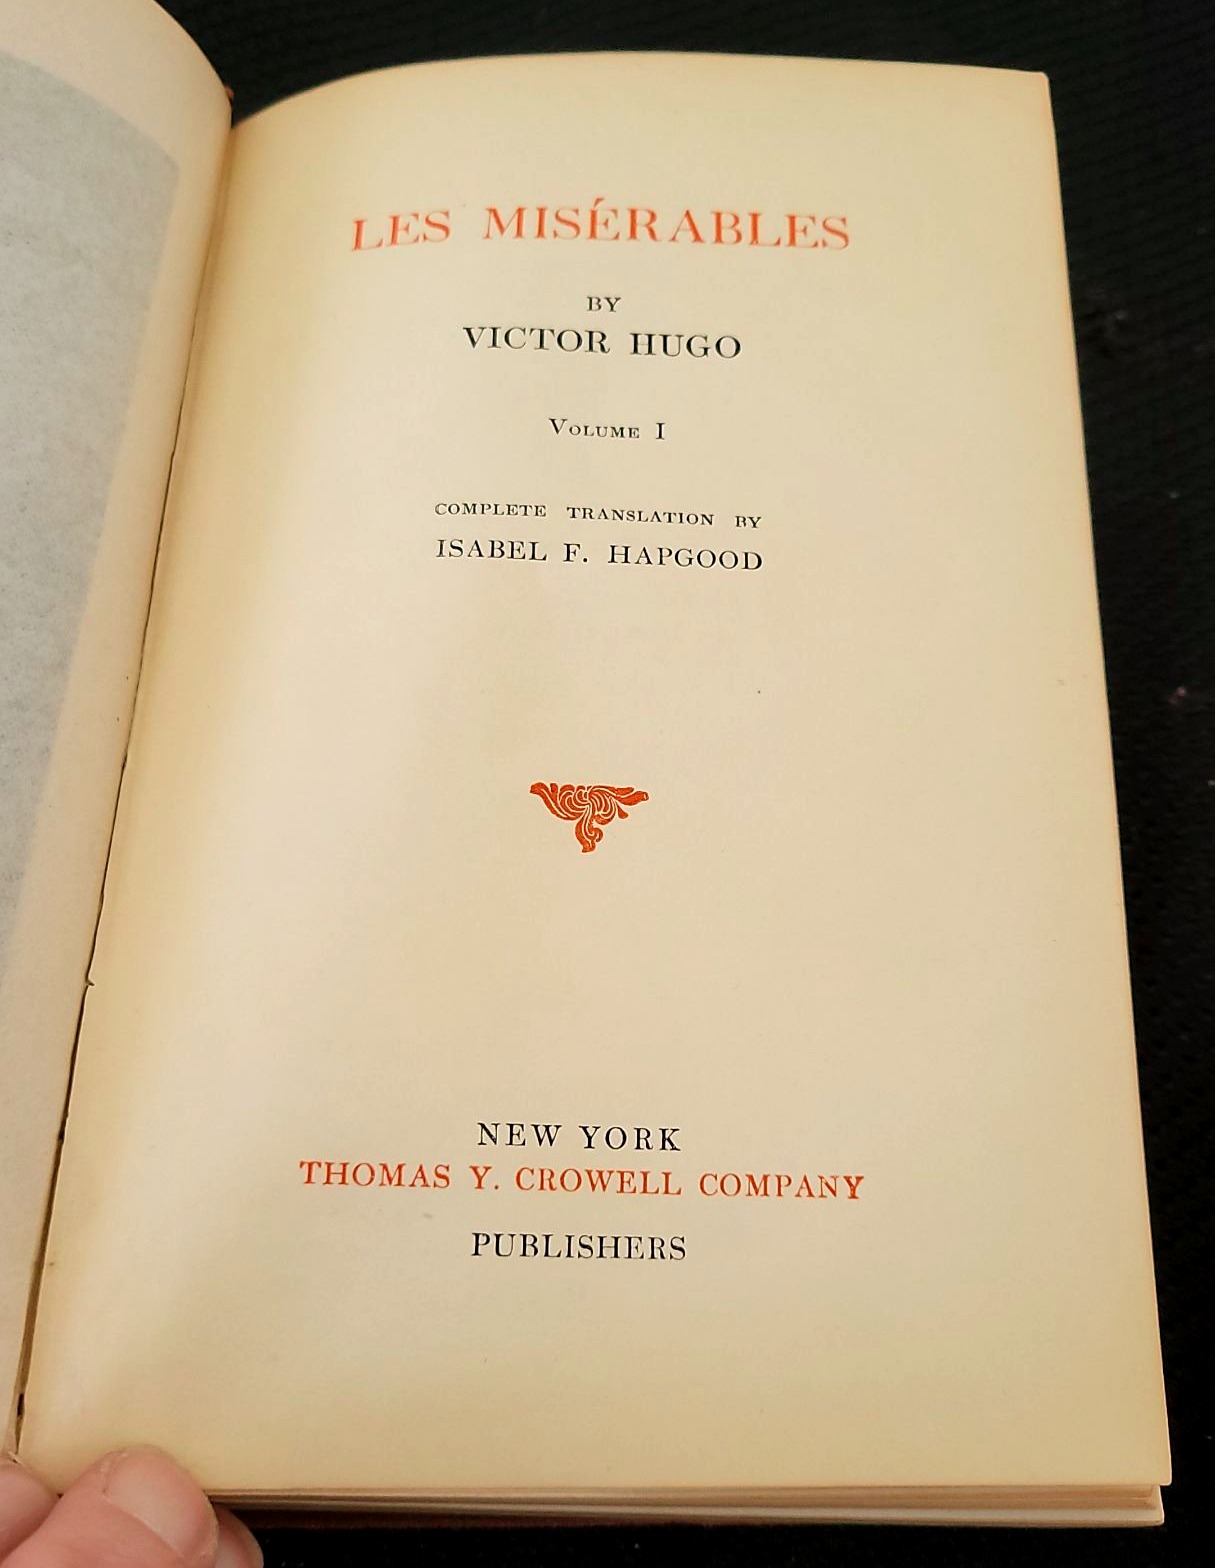 LES MISÉRABLES
BY
VICTOR HUGO
VOLUME I
COMPLETE TRANSLATION BY
ISABEL F. HAPGOOD
NEW YORK
THOMAS Y. CROWELL COMPANY
PUBLISHERS